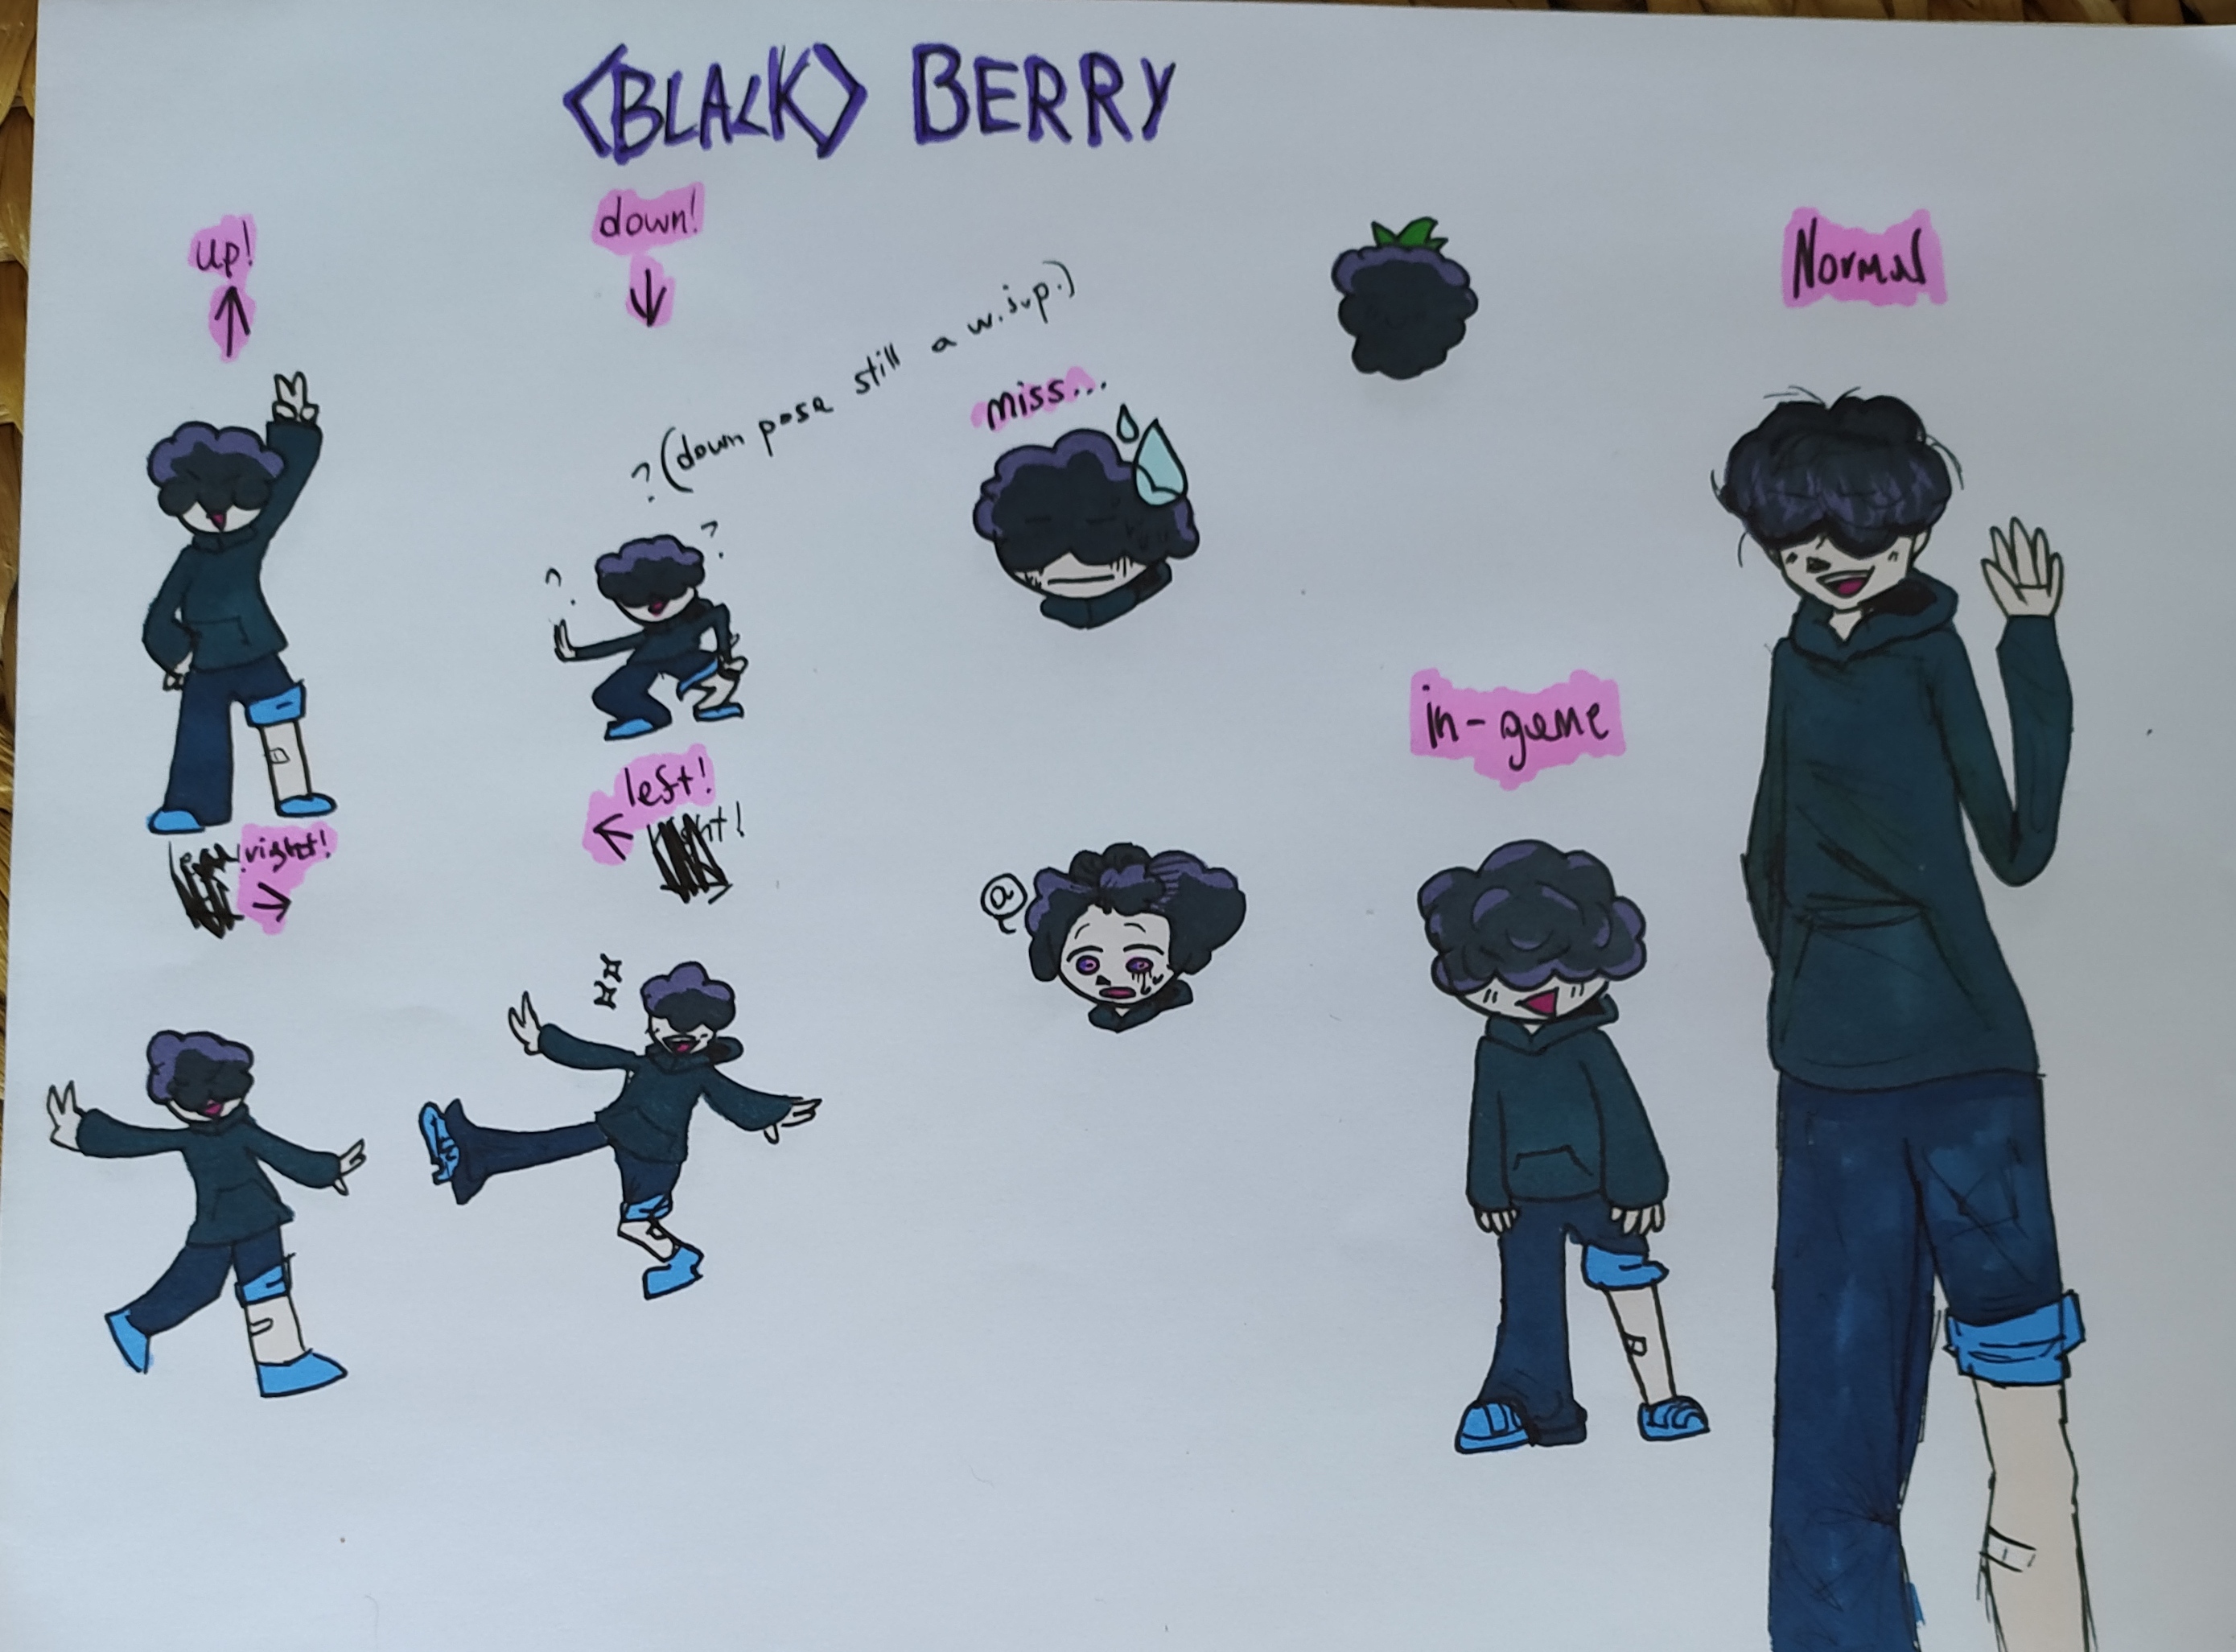 <BLACK> BERRY
up!
down!
(down pose still a w.i.p.)
miss...
Normal
in-game
left!
right!
@